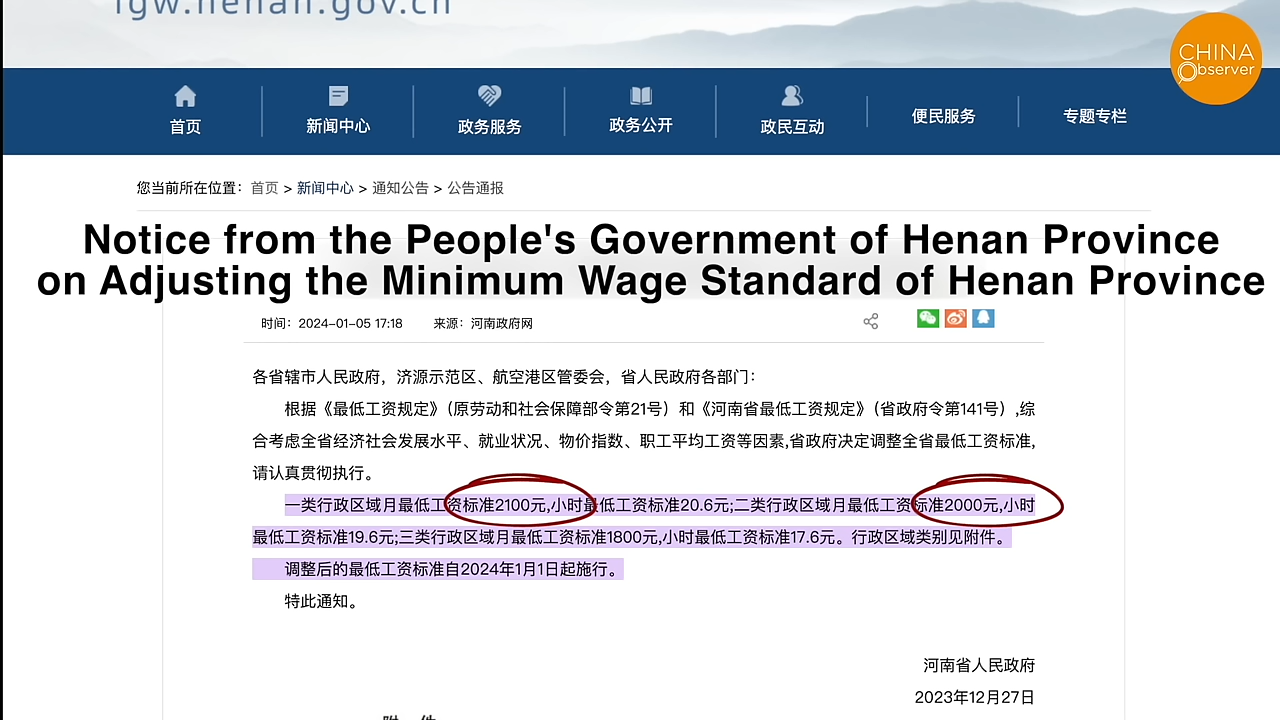 fgw.henan.gov.cn
CHINA
Observer
首页
新闻中心
政务服务
政务公开
政民互动
便民服务
专题专栏
您当前所在位置：首页 > 新闻中心 > 通知公告 > 公告通报
Notice from the People's Government of Henan Province
on Adjusting the Minimum Wage Standard of Henan Province
时间：2024-01-05 17:18 来源：河南政府网
各省辖市人民政府，济源示范区、航空港区管委会，省人民政府各部门：
根据《最低工资规定》（原劳动和社会保障部令第21号）和《河南省最低工资规定》（省政府令第141号）,综
合考虑全省经济社会发展水平、就业状况、物价指数、职工平均工资等因素,省政府决定调整全省最低工资标准,
请认真贯彻执行。
一类行政区域月最低工资标准2100元,小时最低工资标准20.6元;二类行政区域月最低工资标准2000元,小时
最低工资标准19.6元;三类行政区域月最低工资标准1800元,小时最低工资标准17.6元。行政区域类别见附件。
调整后的最低工资标准自2024年1月1日起施行。
特此通知。
河南省人民政府
2023年12月27日